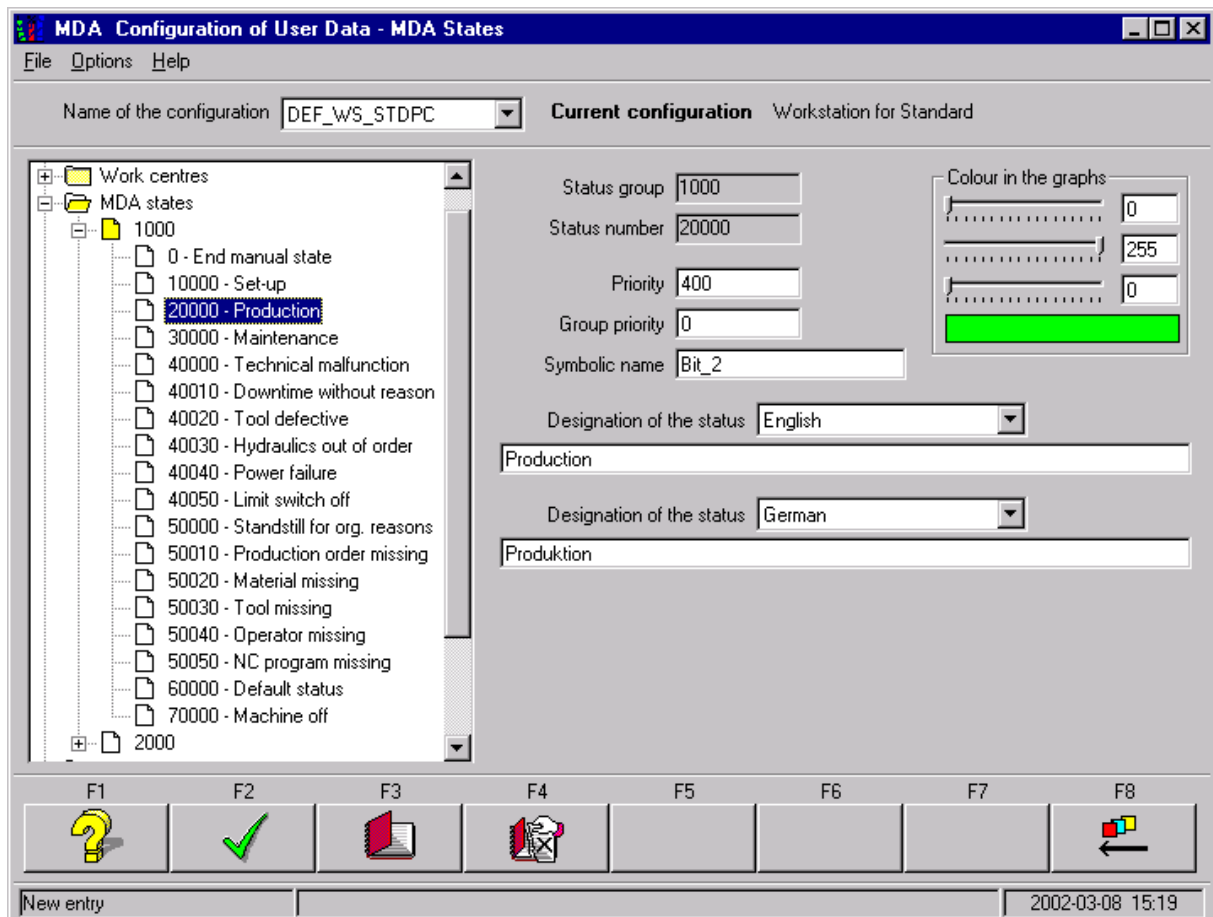 MDA Configuration of User Data - MDA States
File Options Help
Name of the configuration DEF_WS_STDPC Current configuration Workstation for Standard
Work centres
MDA states
1000
0 - End manual state
10000 - Set-up
20000 - Production
30000 - Maintenance
40000 - Technical malfunction
40010 - Downtime without reason
40020 - Tool defective
40030 - Hydraulics out of order
40040 - Power failure
40050 - Limit switch off
50000 - Standstill for org. reasons
50010 - Production order missing
50020 - Material missing
50030 - Tool missing
50040 - Operator missing
50050 - NC program missing
60000 - Default status
70000 - Machine off
2000
Status group 1000
Status number 20000
Priority 400
Group priority 0
Symbolic name Bit_2
Colour in the graphs
0
255
0
Designation of the status English
Production
Designation of the status German
Produktion
F1 F2 F3 F4 F5 F6 F7 F8
New entry 2002-03-08 15:19